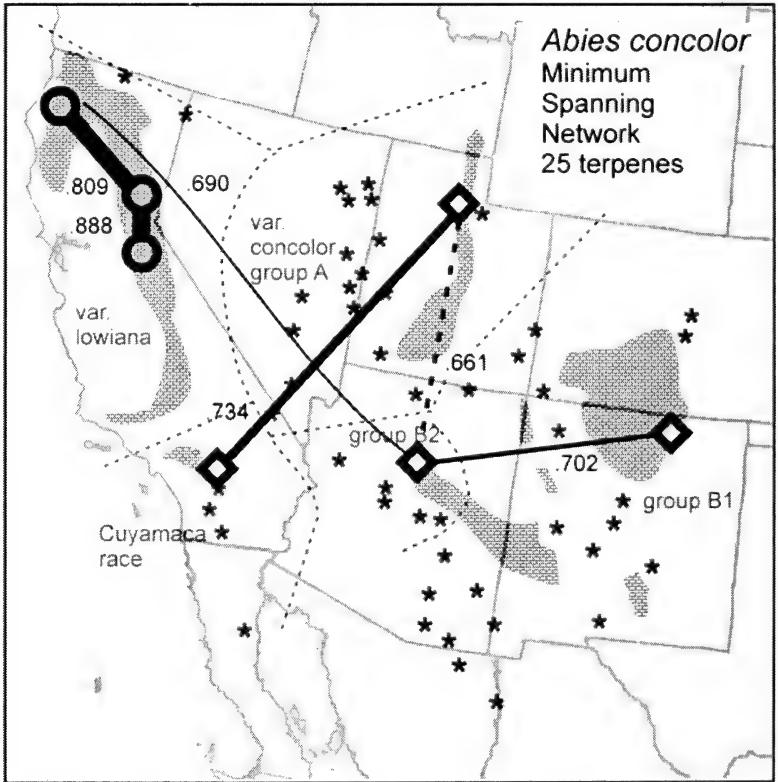 Abies concolor
Minimum
Spanning
Network
25 terpenes
.809
.690
.888
var.
concolor
group A
var.
lowiana
.661
.734
group B2
.702
group B1
Cuyamaca
race